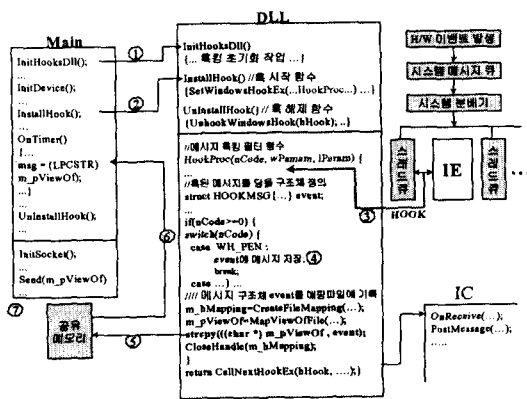 Main
InitHooksDll();
...
InitDevice();
...
InstallHook();
...
OnTimer()
{...
msg = (LPCSTR)
m_pViewOf);
...}
...
UnInstallHook();
...
InitSocket();
...
Send(m_pViewOf)
⑦
공유
메모리
①
②
⑥
⑤
DLL
InitHooksDll()
{... 훅킹 초기화 작업 ...}
InstallHook() //훅 시작 함수
{SetWindowsHookEx(...HookProc...) ...}
UnInstallHook() // 훅 해제 함수
{UnhookWindowsHook(hHook), ..}
//메시지 훅킹 필터 함수
HookProc(nCode, wParam, lParam) {
...
//훅된 메시지를 담을 구조체 정의
struct HOOKMSG{...} event;
...
if(nCode>=0) {
switch(nCode) {
case WH_PEN :
event에 메시지 저장; ④
break;
case ...) ...
//// 메시지 구조체 event를 매핑파일에 기록
m_hMapping=CreateFileMapping(...);
m_pViewOf=MapViewOfFile(...);
strcpy(((char *) m_pViewOf , event);
CloseHandle(m_hMapping);
}
return CallNextHookEx(hHook, ....);}
H/W 이벤트 발생
시스템 메시지 큐
시스템 분배기
스레드큐
IE
스레드큐
...
③
HOOK
IC
OnReceive(...);
PostMessage(...);
.....